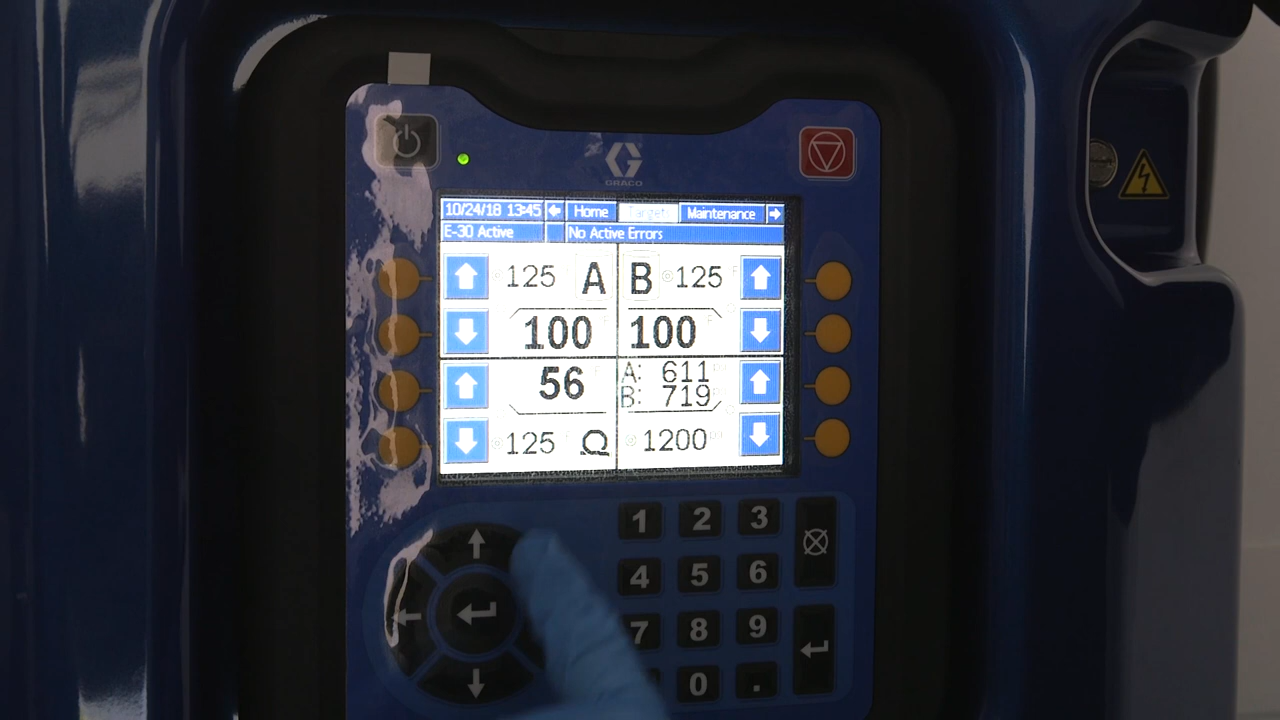 GRACO
10/24/18 13:45 Home Targets Maintenance
E-30 Active No Active Errors
125 A B 125
100 100
56 A: 611
B: 719
125 Ω 1200
1 2 3
4 5 6
7 8 9
0 .